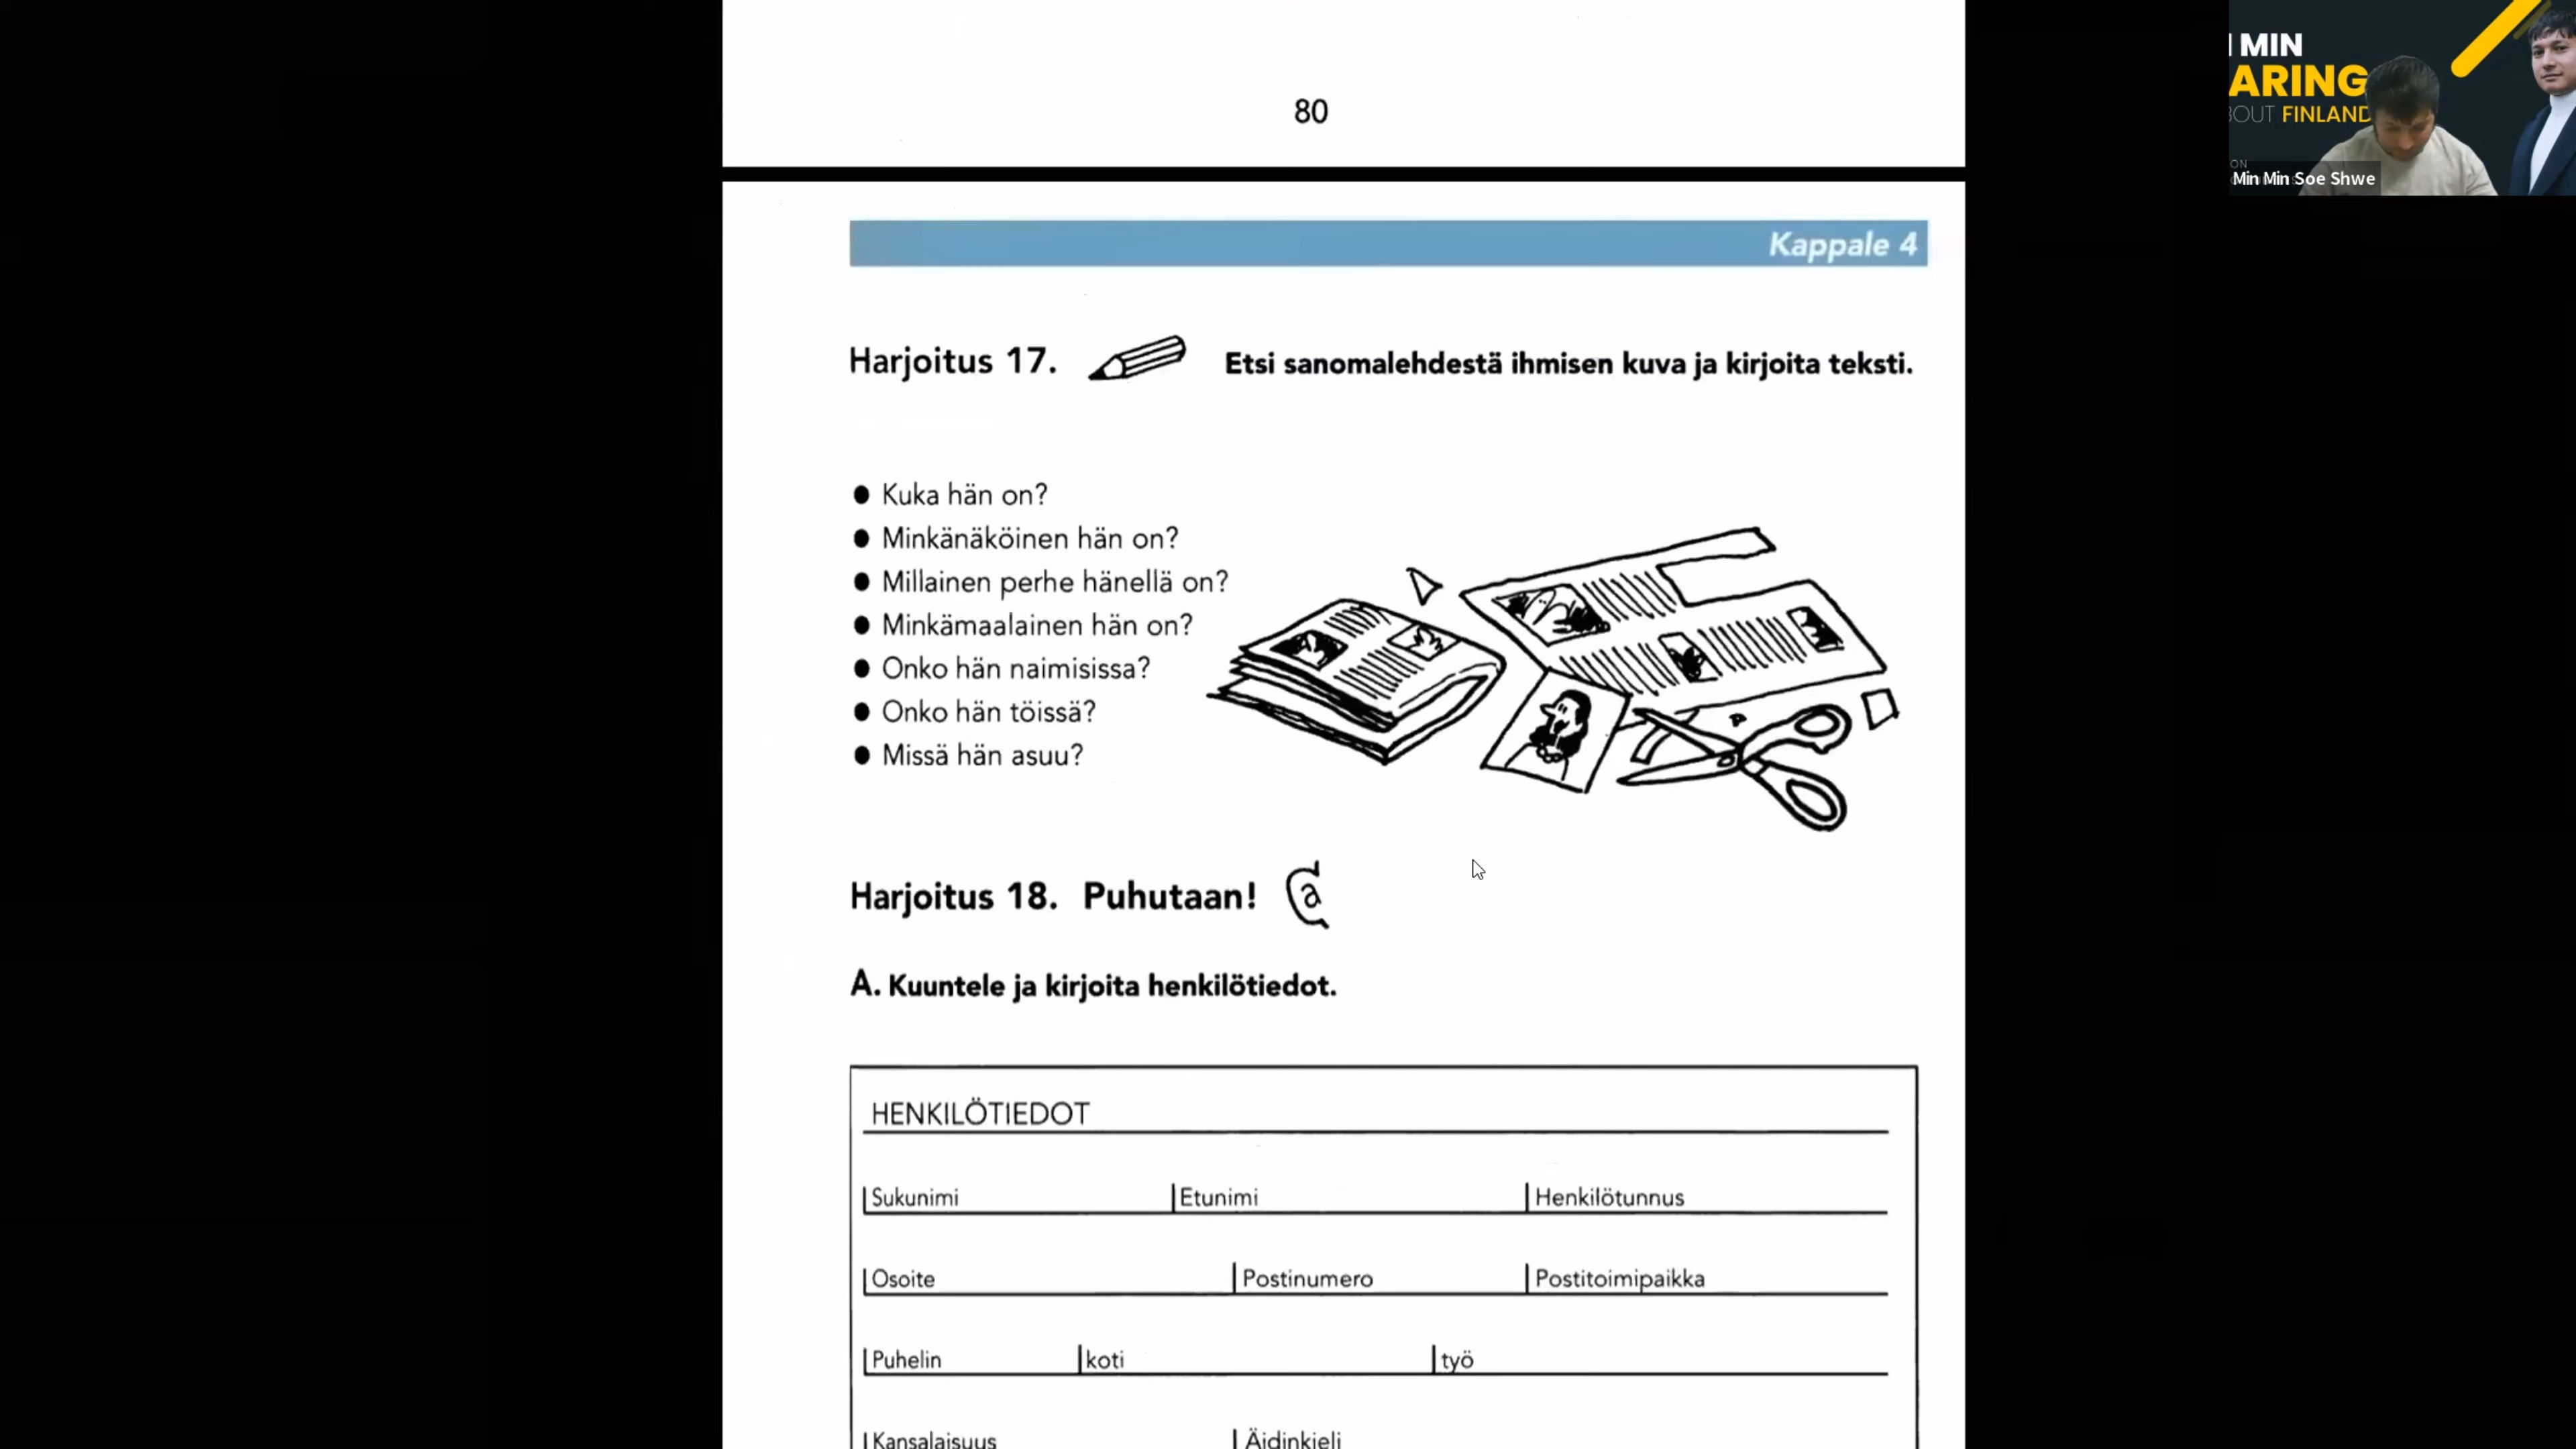 80
Kappale 4
Harjoitus 17. Etsi sanomalehdestä ihmisen kuva ja kirjoita teksti.
● Kuka hän on?
● Minkänäköinen hän on?
● Millainen perhe hänellä on?
● Minkämaalainen hän on?
● Onko hän naimisissa?
● Onko hän töissä?
● Missä hän asuu?
Harjoitus 18. Puhutaan! a
A. Kuuntele ja kirjoita henkilötiedot.
HENKILÖTIEDOT
Sukunimi Etunimi Henkilötunnus
Osoite Postinumero Postitoimipaikka
Puhelin koti työ
Kansalaisuus Äidinkieli
MIN
ARING
BOUT FINLAND
ON
Min Min Soe Shwe